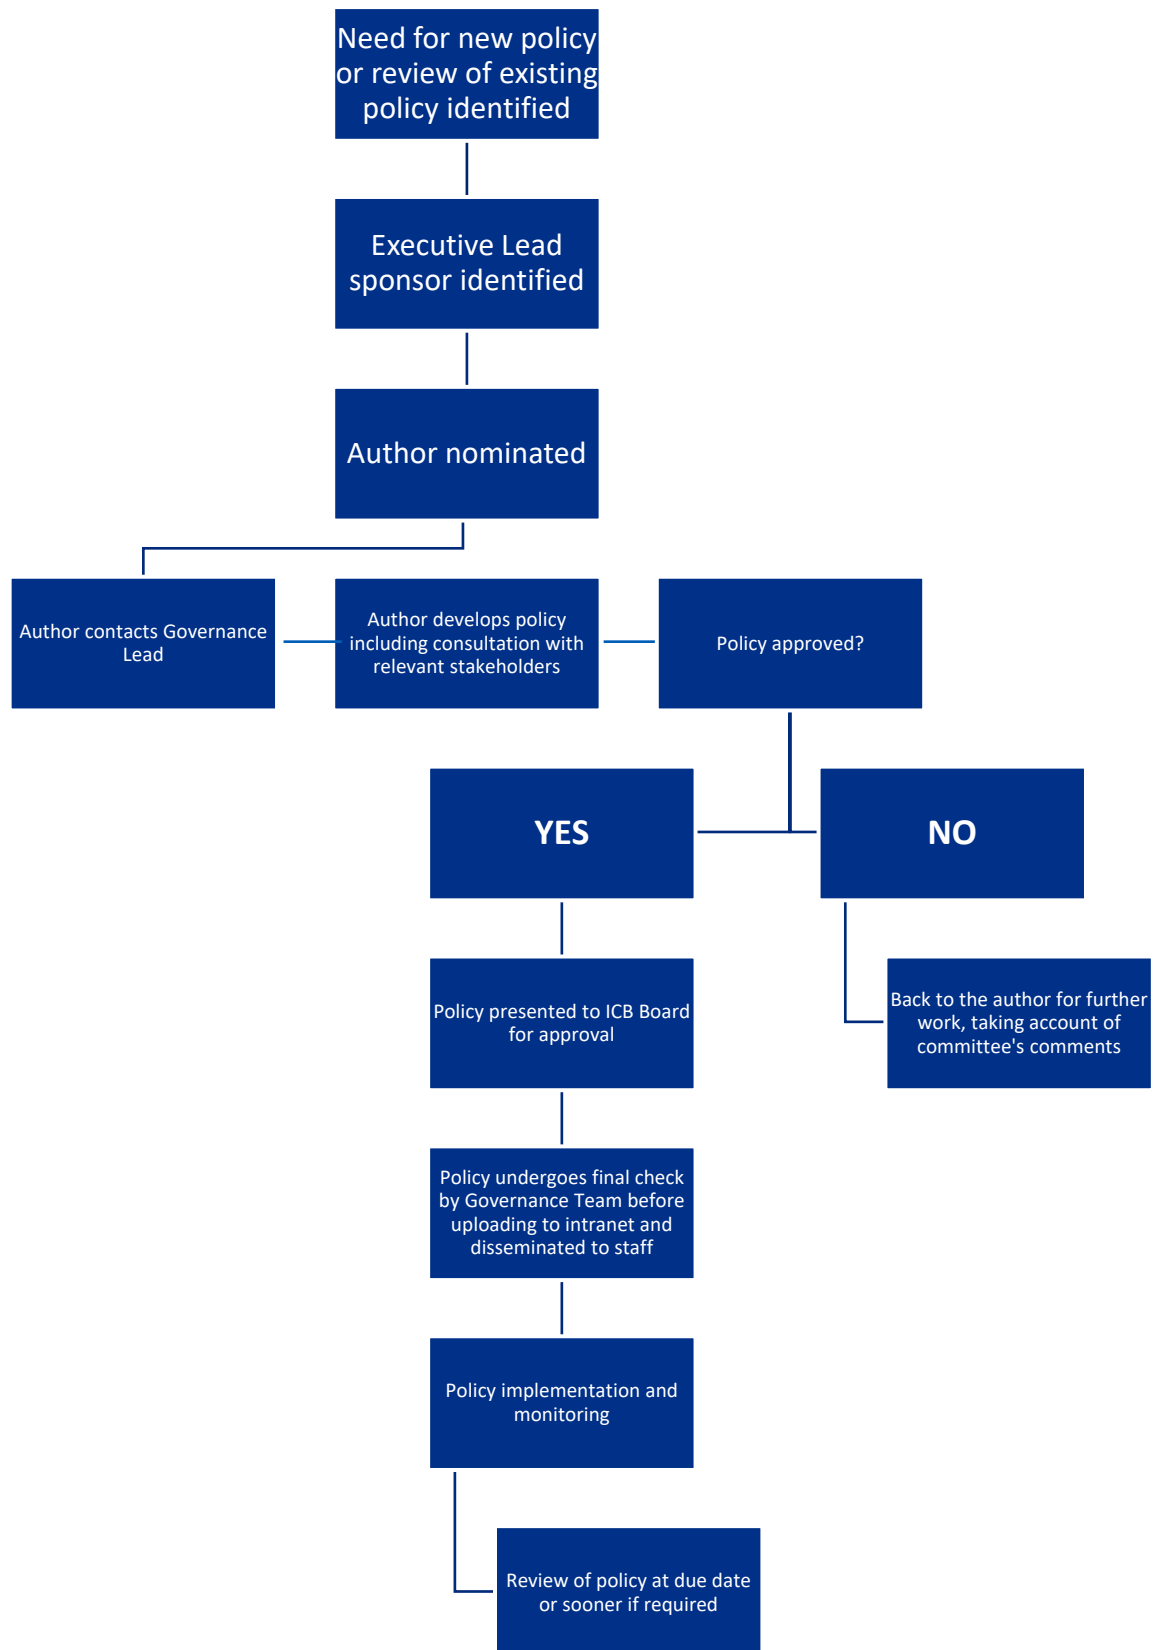 Need for new policy
or review of existing
policy identified
Executive Lead
sponsor identified
Author nominated
Author contacts Governance
Lead
Author develops policy
including consultation with
relevant stakeholders
Policy approved?
YES
NO
Policy presented to ICB Board
for approval
Back to the author for further
work, taking account of
committee's comments
Policy undergoes final check
by Governance Team before
uploading to intranet and
disseminated to staff
Policy implementation and
monitoring
Review of policy at due date
or sooner if required